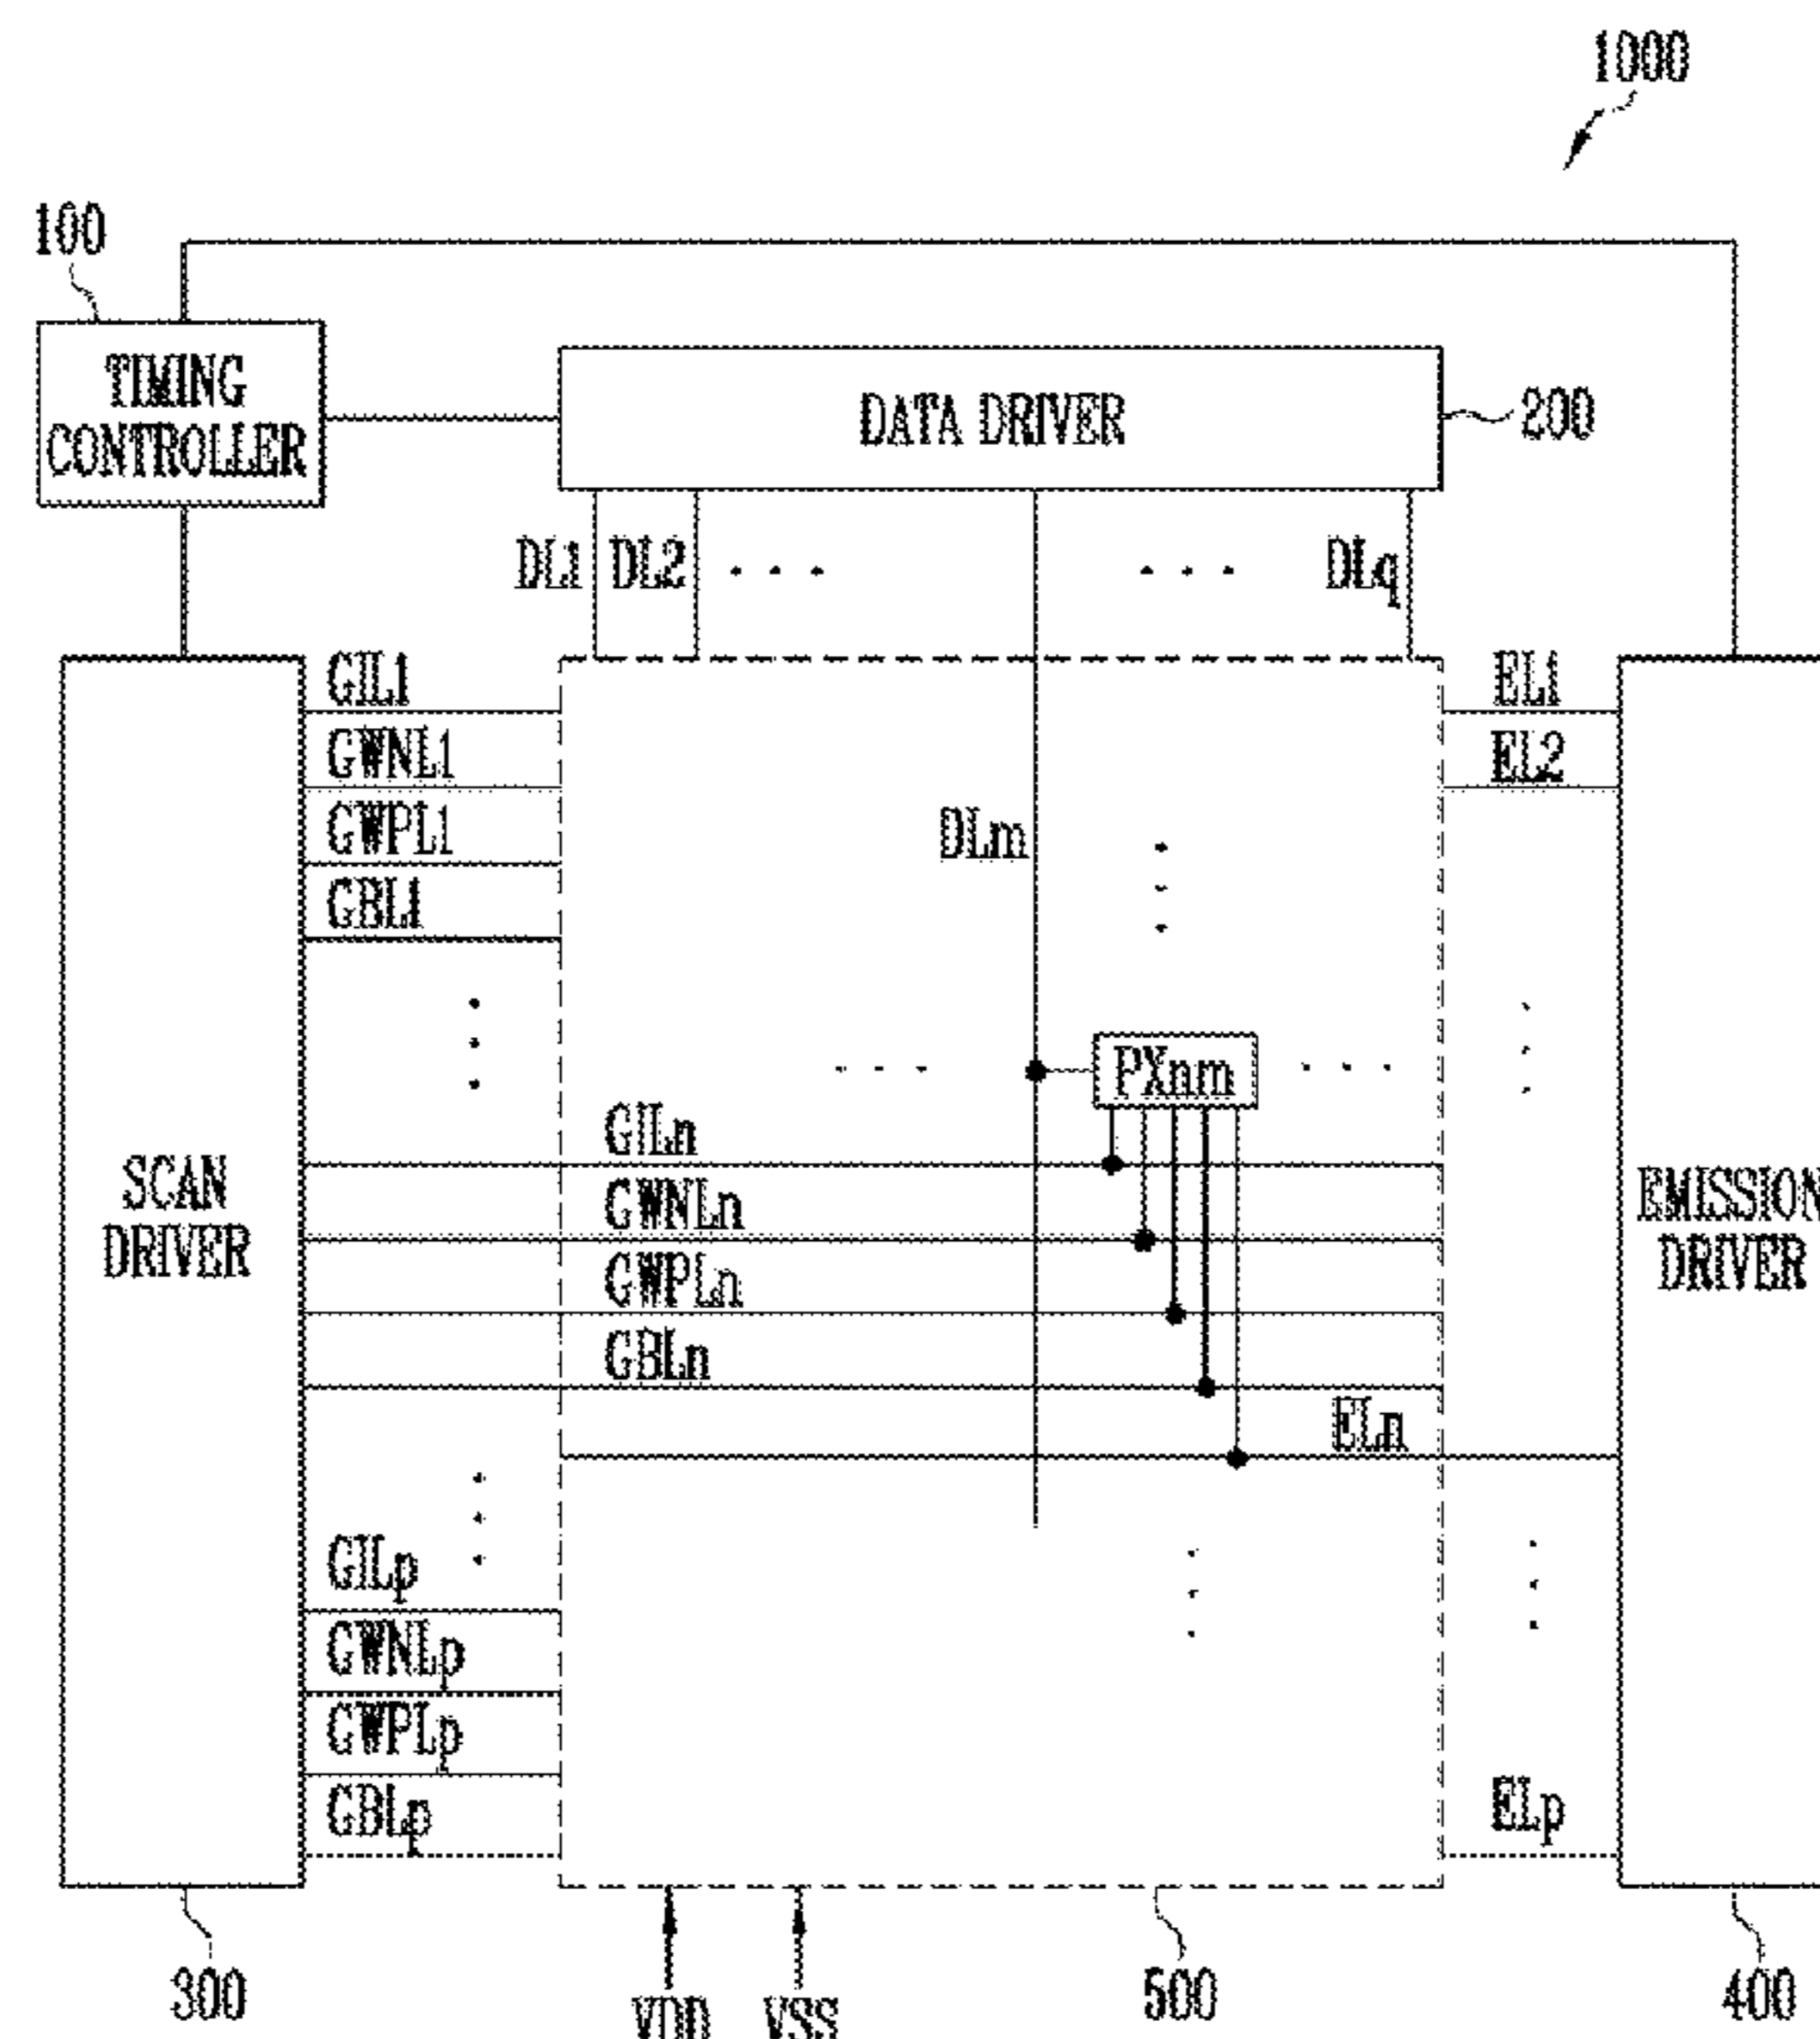 1000
100
TIMING
CONTROLLER
DATA DRIVER
200
DL1 DL2 . . . . . . DLq
GIL1
EL1
GWNL1
EL2
GWPL1
DLm
GBL1
PXnm
GILn
SCAN
DRIVER
GWNLn
EMISSION
DRIVER
GWPLn
GBLn
ELn
GILp
GWNLp
GWPLp
GBLp
ELp
300
VDD
VSS
500
400